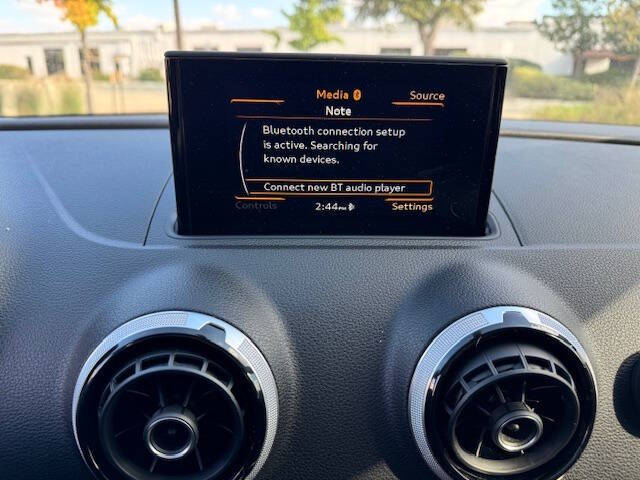 Media
Source
Note
Bluetooth connection setup
is active. Searching for
known devices.
Connect new BT audio player
Controls
2:44PM
Settings